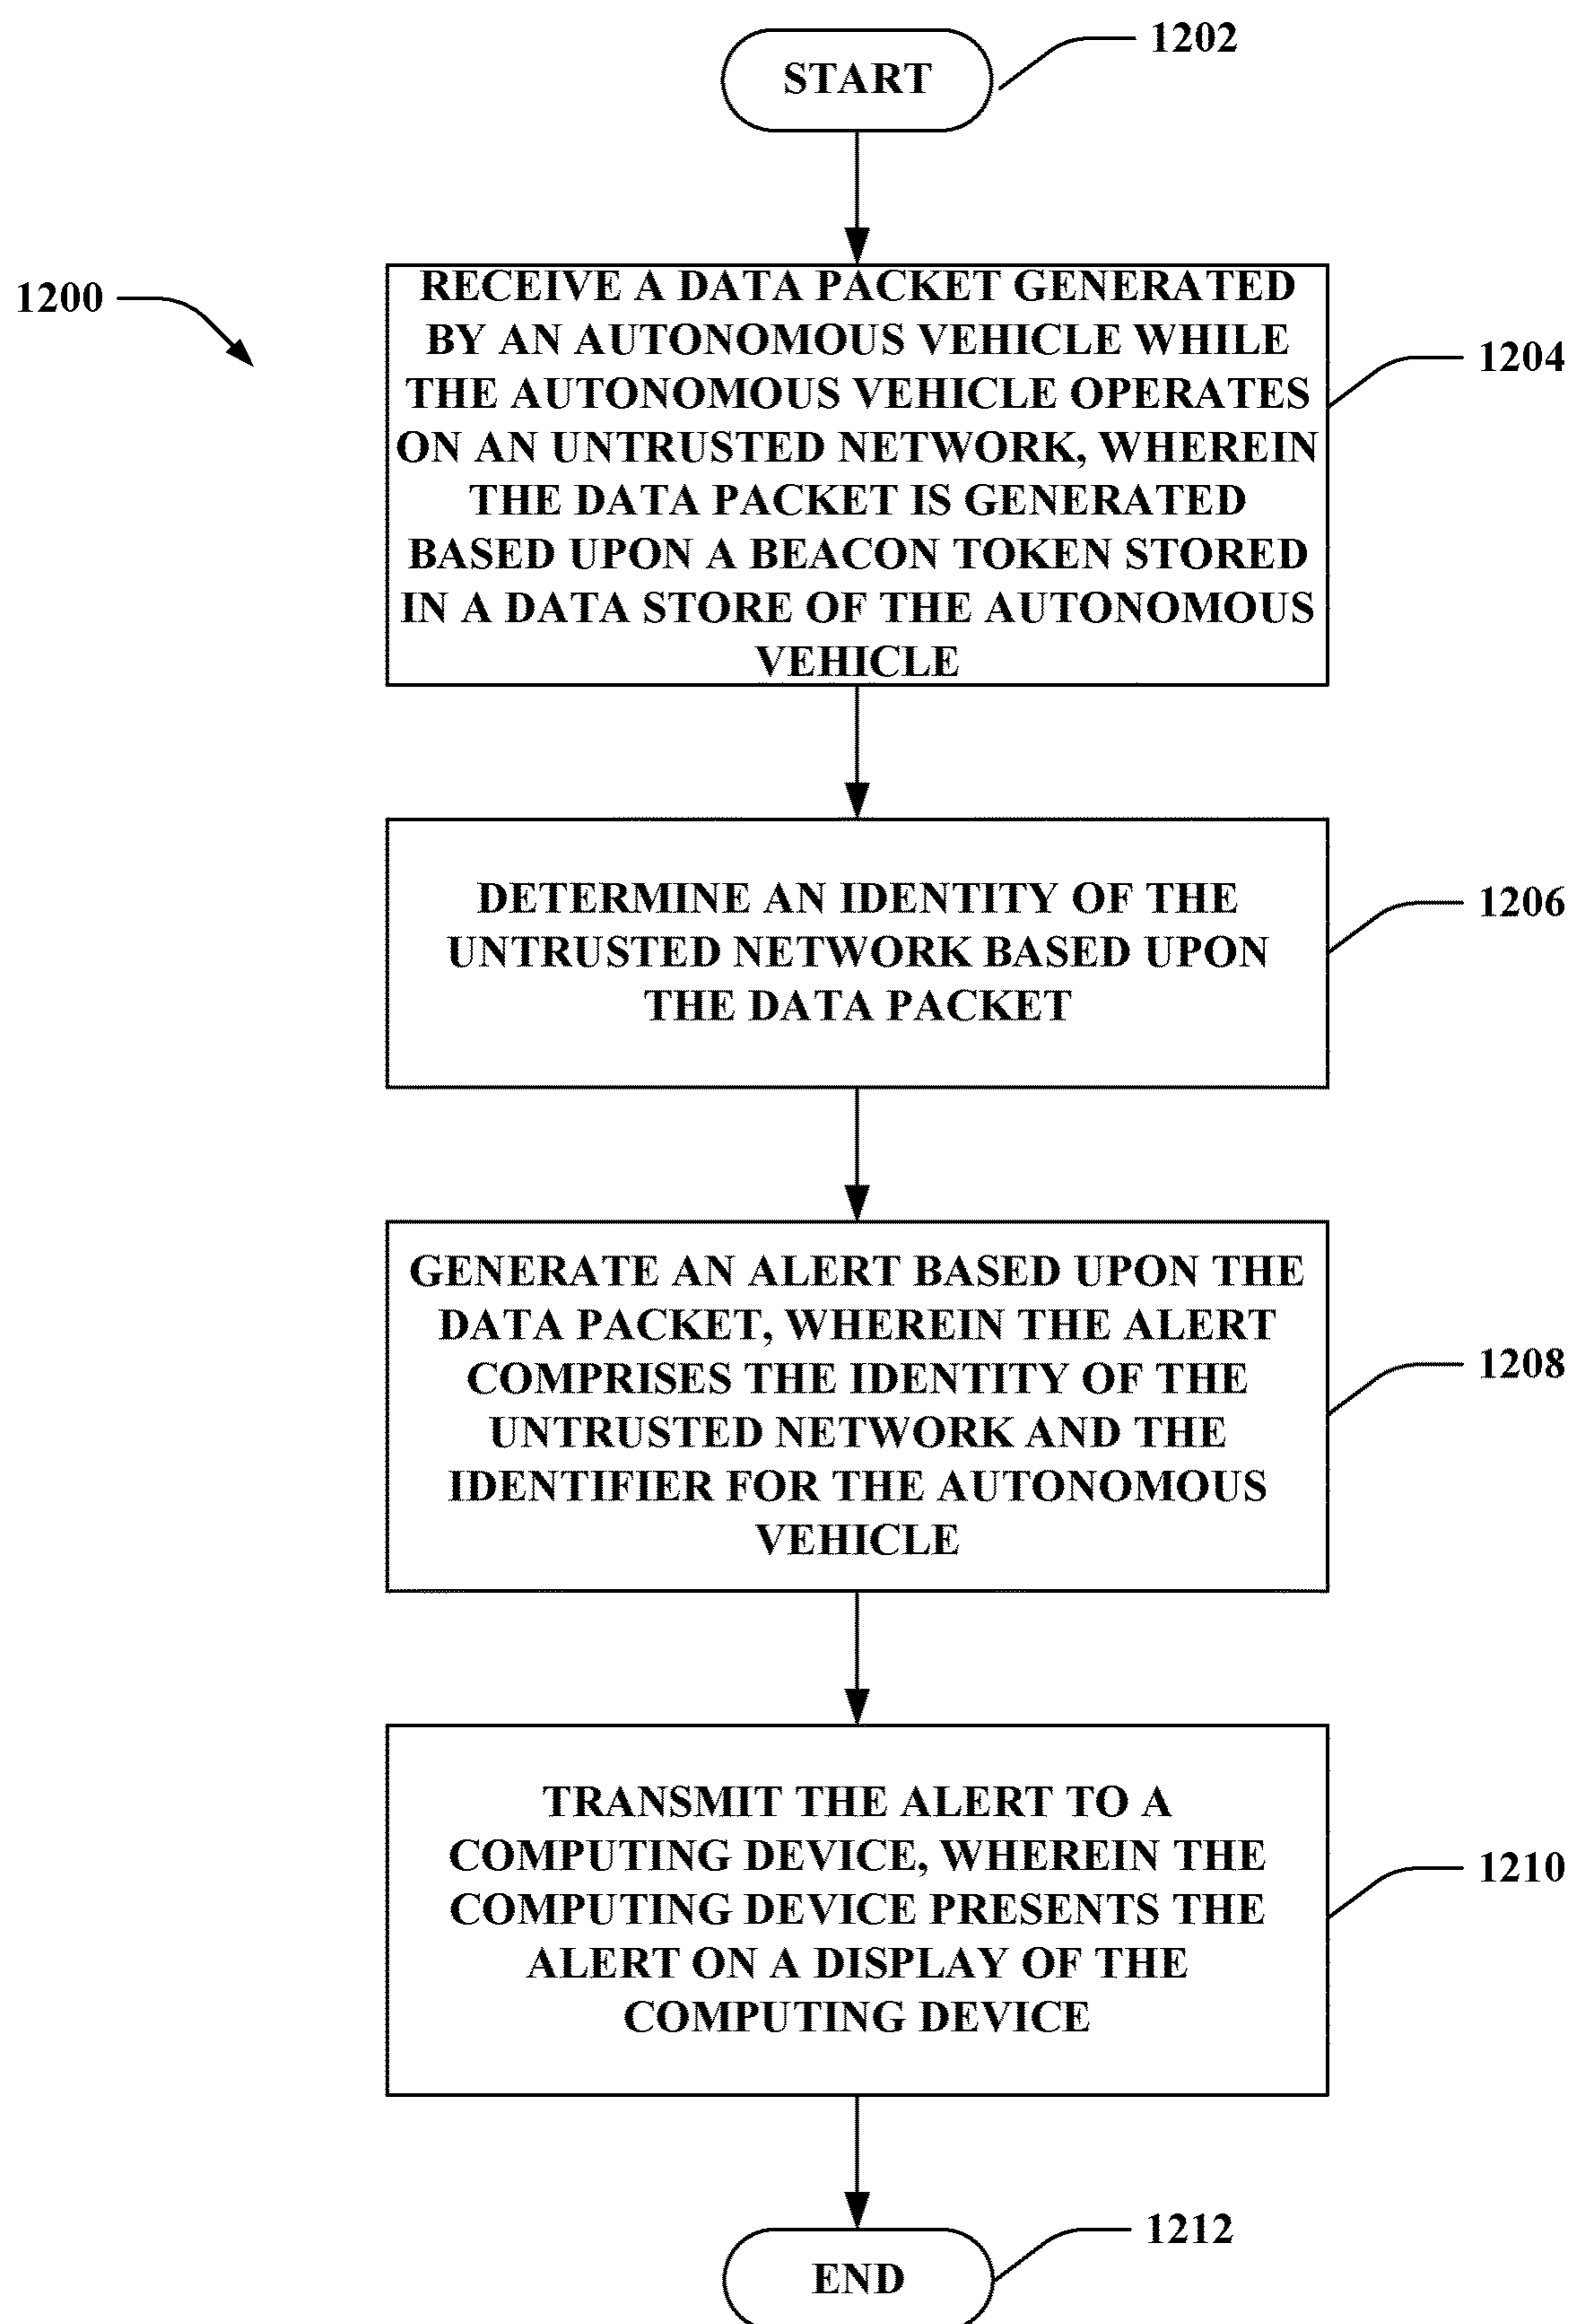 START
1202
1200
RECEIVE A DATA PACKET GENERATED
BY AN AUTONOMOUS VEHICLE WHILE
THE AUTONOMOUS VEHICLE OPERATES
ON AN UNTRUSTED NETWORK, WHEREIN
THE DATA PACKET IS GENERATED
BASED UPON A BEACON TOKEN STORED
IN A DATA STORE OF THE AUTONOMOUS
VEHICLE
1204
DETERMINE AN IDENTITY OF THE
UNTRUSTED NETWORK BASED UPON
THE DATA PACKET
1206
GENERATE AN ALERT BASED UPON THE
DATA PACKET, WHEREIN THE ALERT
COMPRISES THE IDENTITY OF THE
UNTRUSTED NETWORK AND THE
IDENTIFIER FOR THE AUTONOMOUS
VEHICLE
1208
TRANSMIT THE ALERT TO A
COMPUTING DEVICE, WHEREIN THE
COMPUTING DEVICE PRESENTS THE
ALERT ON A DISPLAY OF THE
COMPUTING DEVICE
1210
END
1212